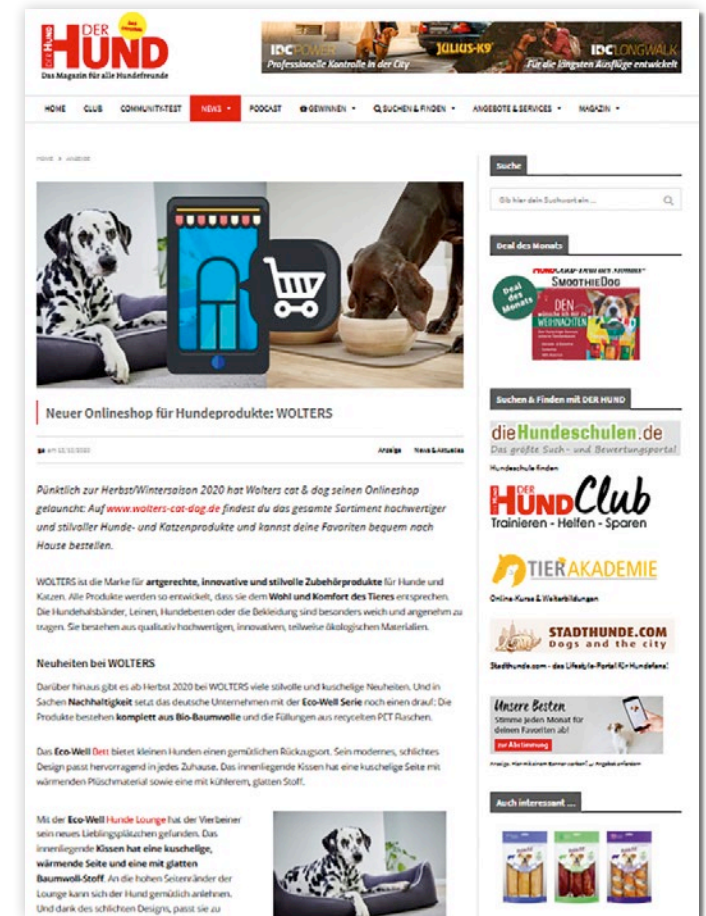 DER HUND
DER
HUND
Das Magazin für alle Hundefreunde
IDC POWER
Professionelle Kontrolle in der City
JULIUS-K9
IDC LONGWALK
Für die längsten Ausflüge entwickelt
HOME CLUB COMMUNITY-TEST NEWS PODCAST GEWINNEN SUCHEN & FINDEN ANGEBOTE & SERVICES MAGAZIN
HOME > ANZEIGE
Neuer Onlineshop für Hundeprodukte: WOLTERS
Anzeige News & Aktuelles
Pünktlich zur Herbst/Wintersaison 2020 hat Wolters cat & dog seinen Onlineshop
gelauncht: Auf www.wolters-cat-dog.de findest du das gesamte Sortiment hochwertiger
und stilvoller Hunde- und Katzenprodukte und kannst deine Favoriten bequem nach
Hause bestellen.
WOLTERS ist die Marke für artgerechte, innovative und stilvolle Zubehörprodukte für Hunde und
Katzen. Alle Produkte werden so entwickelt, dass sie dem Wohl und Komfort des Tieres entsprechen.
Die Hundehalsbänder, Leinen, Hundebetten oder die Bekleidung sind besonders weich und angenehm zu
tragen. Sie bestehen aus qualitativ hochwertigen, innovativen, teilweise ökologischen Materialien.
Neuheiten bei WOLTERS
Darüber hinaus gibt es ab Herbst 2020 bei WOLTERS viele stilvolle und kuschelige Neuheiten. Und in
Sachen Nachhaltigkeit setzt das deutsche Unternehmen mit der Eco-Well Serie noch einen drauf: Die
Produkte bestehen komplett aus Bio-Baumwolle und die Füllungen aus recycelten PET Flaschen.
Das Eco-Well Bett bietet kleinen Hunden einen gemütlichen Rückzugsort. Sein modernes, schlichtes
Design passt hervorragend in jedes Zuhause. Das innenliegende Kissen hat eine kuschelige Seite mit
wärmenden Plüschmaterial sowie eine mit kühlerem, glatten Stoff.
Mit der Eco-Well Hunde Lounge hat der Vierbeiner
sein neues Lieblingsplätzchen gefunden. Das
innenliegende Kissen hat eine kuschelige,
wärmende Seite und eine mit glatten
Baumwoll-Stoff. An die hohen Seitenränder der
Lounge kann sich der Hund gemütlich anlehnen.
Und dank des schlichten Designs, passt sie zu
Suche
Gib hier dein Suchwort ein ...
Deal des Monats
SMOOTHIEDOG
Deal
des
Monats
DEN
WÜNSCHE ICH MIR ZU
WEIHNACHTEN
Suchen & Finden mit DER HUND
dieHundeschulen.de
Das größte Such- und Bewertungsportal
Hundeschule finden
DER HUND
HUND Club
Trainieren - Helfen - Sparen
TIERAKADEMIE
Online-Kurse & Weiterbildungen
STADTHUNDE.COM
Dogs and the city
Stadthunde.com - das Lifestyle-Portal für Hundefans!
Unsere Besten
Stimme jeden Monat für
deinen Favoriten ab!
zur Abstimmung
Auch interessant ...